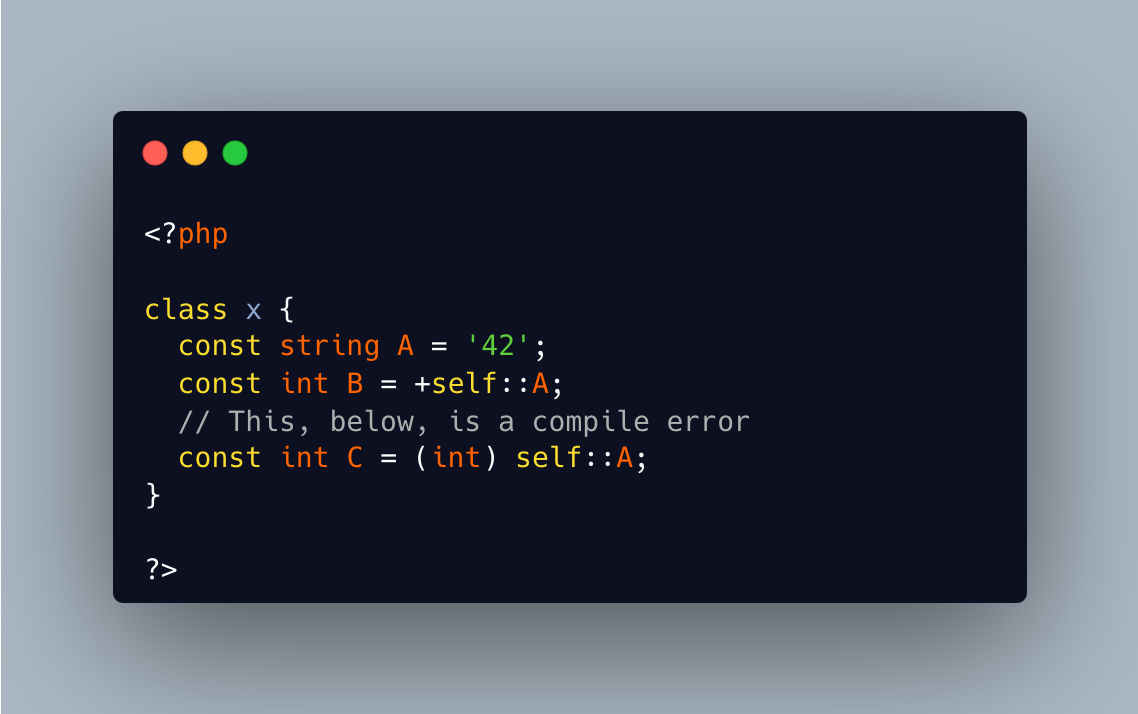 <?php
class x {
const string A = '42';
const int B = +self::A;
// This, below, is a compile error
const int C = (int) self::A;
}
?>